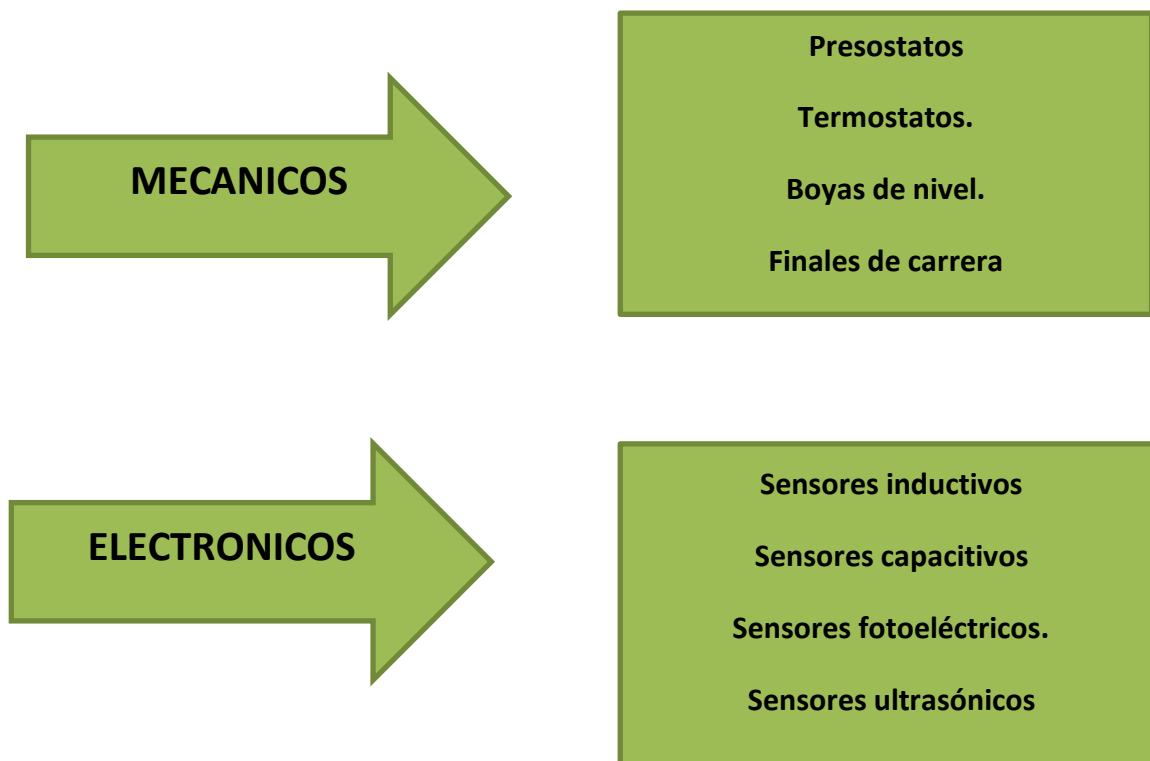 MECANICOS
Presostatos
Termostatos.
Boyas de nivel.
Finales de carrera
ELECTRONICOS
Sensores inductivos
Sensores capacitivos
Sensores fotoeléctricos.
Sensores ultrasónicos